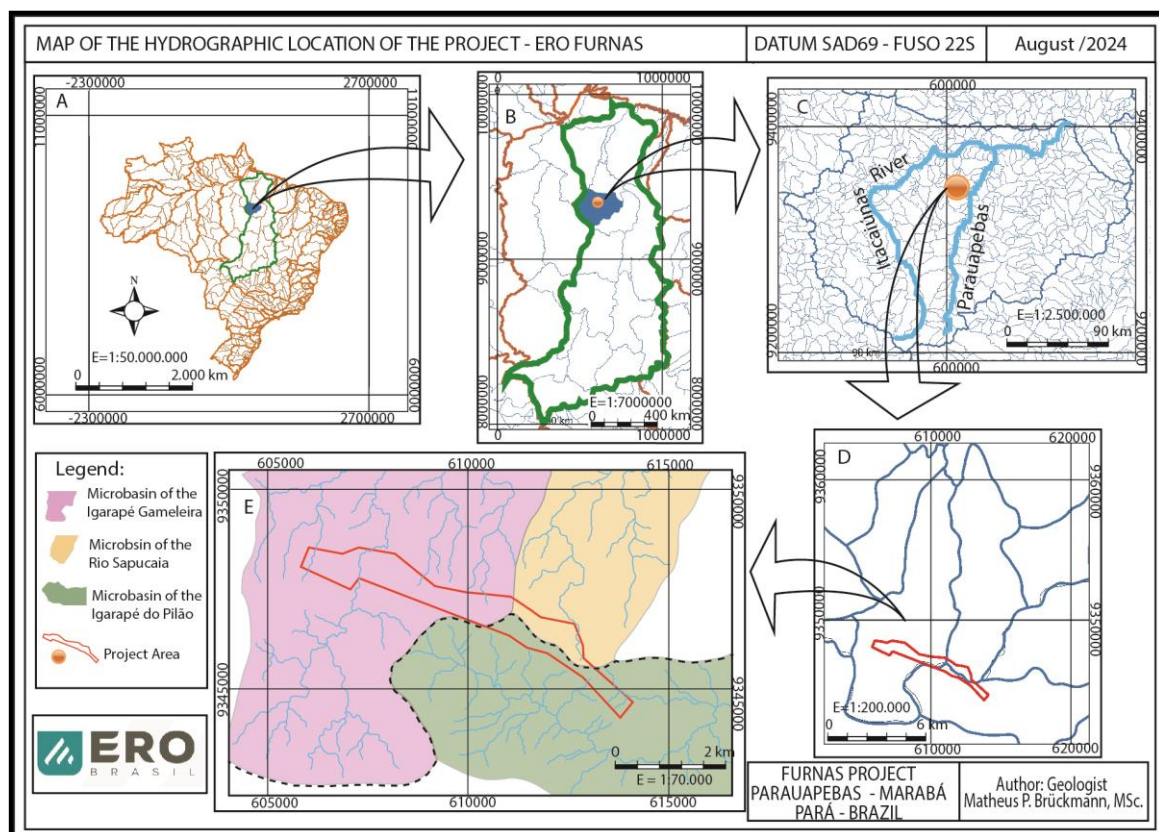 MAP OF THE HYDROGRAPHIC LOCATION OF THE PROJECT - ERO FURNAS
DATUM SAD69 - FUSO 22S
August /2024
A
-2300000
2700000
11000000
11000000
N
E=1:50.000.000
0
2.000 km
6000000
6000000
-2300000
2700000
B
0
1000000
10000000
10000000
9000000
9000000
E=1:7000000
0 km
0
400 km
8000000
8000000
0
1000000
C
600000
9400000
9400000
Itacaiunas
River
Parauapebas
E=1:2.500.000
0
90 km
90 km
9200000
9200000
600000
D
610000
620000
9360000
9360000
9350000
9350000
E=1:200.000
0
6 km
610000
620000
Legend:
Microbasin of the
Igarapé Gameleira
Microbsin of the
Rio Sapucaia
Microbasin of the
Igarapé do Pilão
Project Area
E
605000
610000
615000
9350000
9350000
9345000
9345000
0
2 km
E = 1:70.000
605000
610000
615000
ERO
BRASIL
FURNAS PROJECT
PARAUAPEBAS - MARABÁ
PARÁ - BRAZIL
Author: Geologist
Matheus P. Brückmann, MSc.